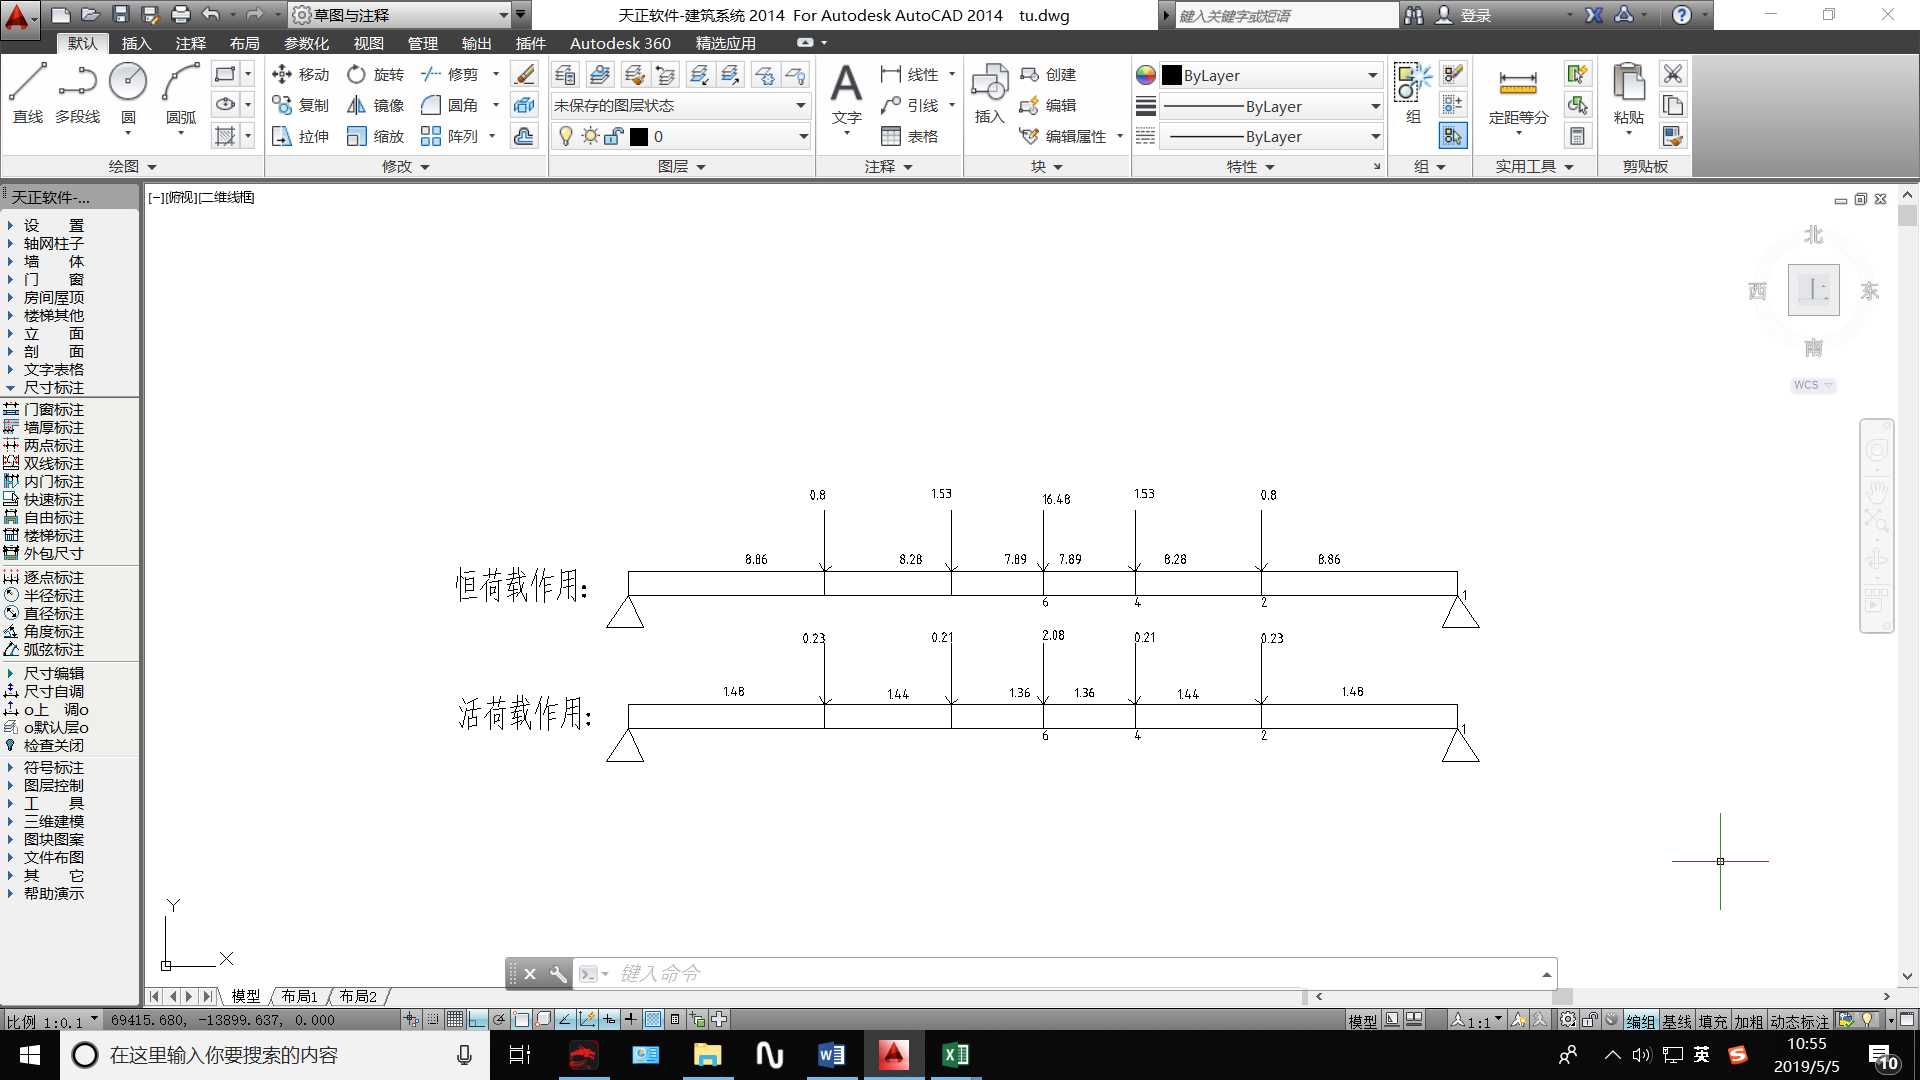 草图与注释
天正软件-建筑系统 2014 For Autodesk AutoCAD 2014 tu.dwg
键入关键字或短语
登录
默认 插入 注释 布局 参数化 视图 管理 输出 插件 Autodesk 360 精选应用
直线 多段线 圆 圆弧
移动 旋转 修剪
复制 镜像 圆角
拉伸 缩放 阵列
未保存的图层状态
0
文字
线性
引线
表格
插入
创建
编辑
编辑属性
ByLayer
ByLayer
ByLayer
组
定距等分
粘贴
绘图 修改 图层 注释 块 特性 组 实用工具 剪贴板
天正软件-...
设 置
轴网柱子
墙 体
门 窗
房间屋顶
楼梯其他
立 面
剖 面
文字表格
尺寸标注
门窗标注
墙厚标注
两点标注
双线标注
内门标注
快速标注
自由标注
楼梯标注
外包尺寸
逐点标注
半径标注
直径标注
角度标注
弧弦标注
尺寸编辑
尺寸自调
o上 调o
o默认层o
检查关闭
符号标注
图层控制
工 具
三维建模
图块图案
文件布图
其 它
帮助演示
[−][俯视][二维线框]
北
西 上 东
南
WCS
0.8 1.53 16.48 1.53 0.8
8.86 8.28 7.89 7.89 8.28 8.86
恒荷载作用:
6 4 2 1
0.23 0.21 2.08 0.21 0.23
1.48 1.44 1.36 1.36 1.44 1.48
活荷载作用:
6 4 2 1
Y
X
键入命令
模型 布局1 布局2
比例 1:0.1 69415.680, -13899.637, 0.000
模型 1:1 编组 基线 填充 加粗 动态标注
在这里输入你要搜索的内容
英
10:55
2019/5/5
10